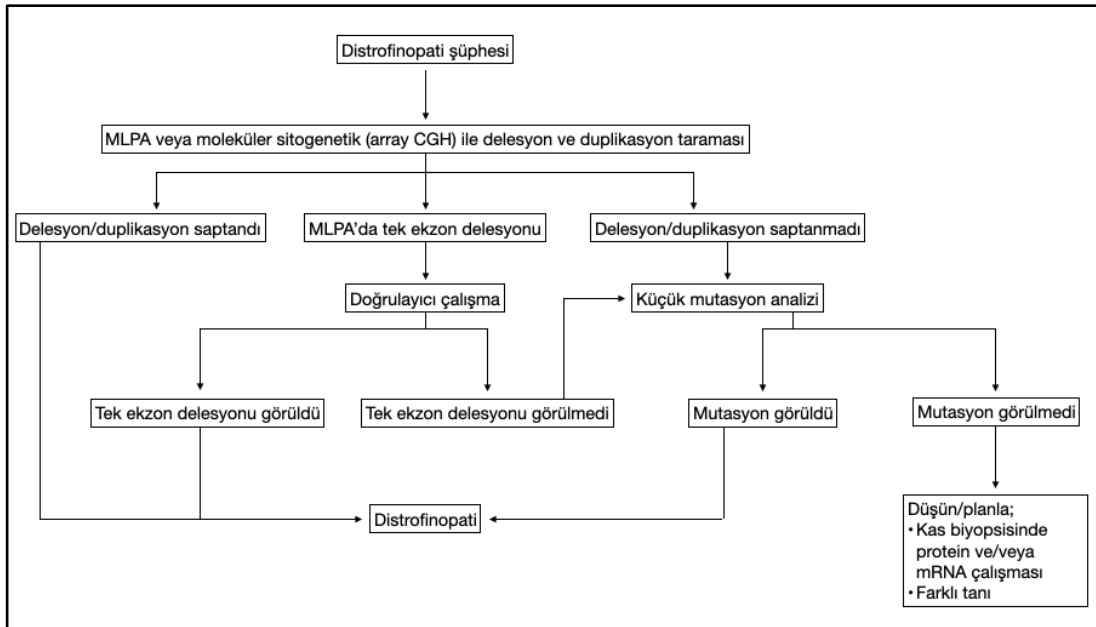 Distrofinopati şüphesi
MLPA veya moleküler sitogenetik (array CGH) ile delesyon ve duplikasyon taraması
Delesyon/duplikasyon saptandı
MLPA'da tek ekzon delesyonu
Delesyon/duplikasyon saptanmadı
Doğrulayıcı çalışma
Küçük mutasyon analizi
Tek ekzon delesyonu görüldü
Tek ekzon delesyonu görülmedi
Mutasyon görüldü
Mutasyon görülmedi
Distrofinopati
Düşün/planla;
• Kas biyopsisinde
protein ve/veya
mRNA çalışması
• Farklı tanı